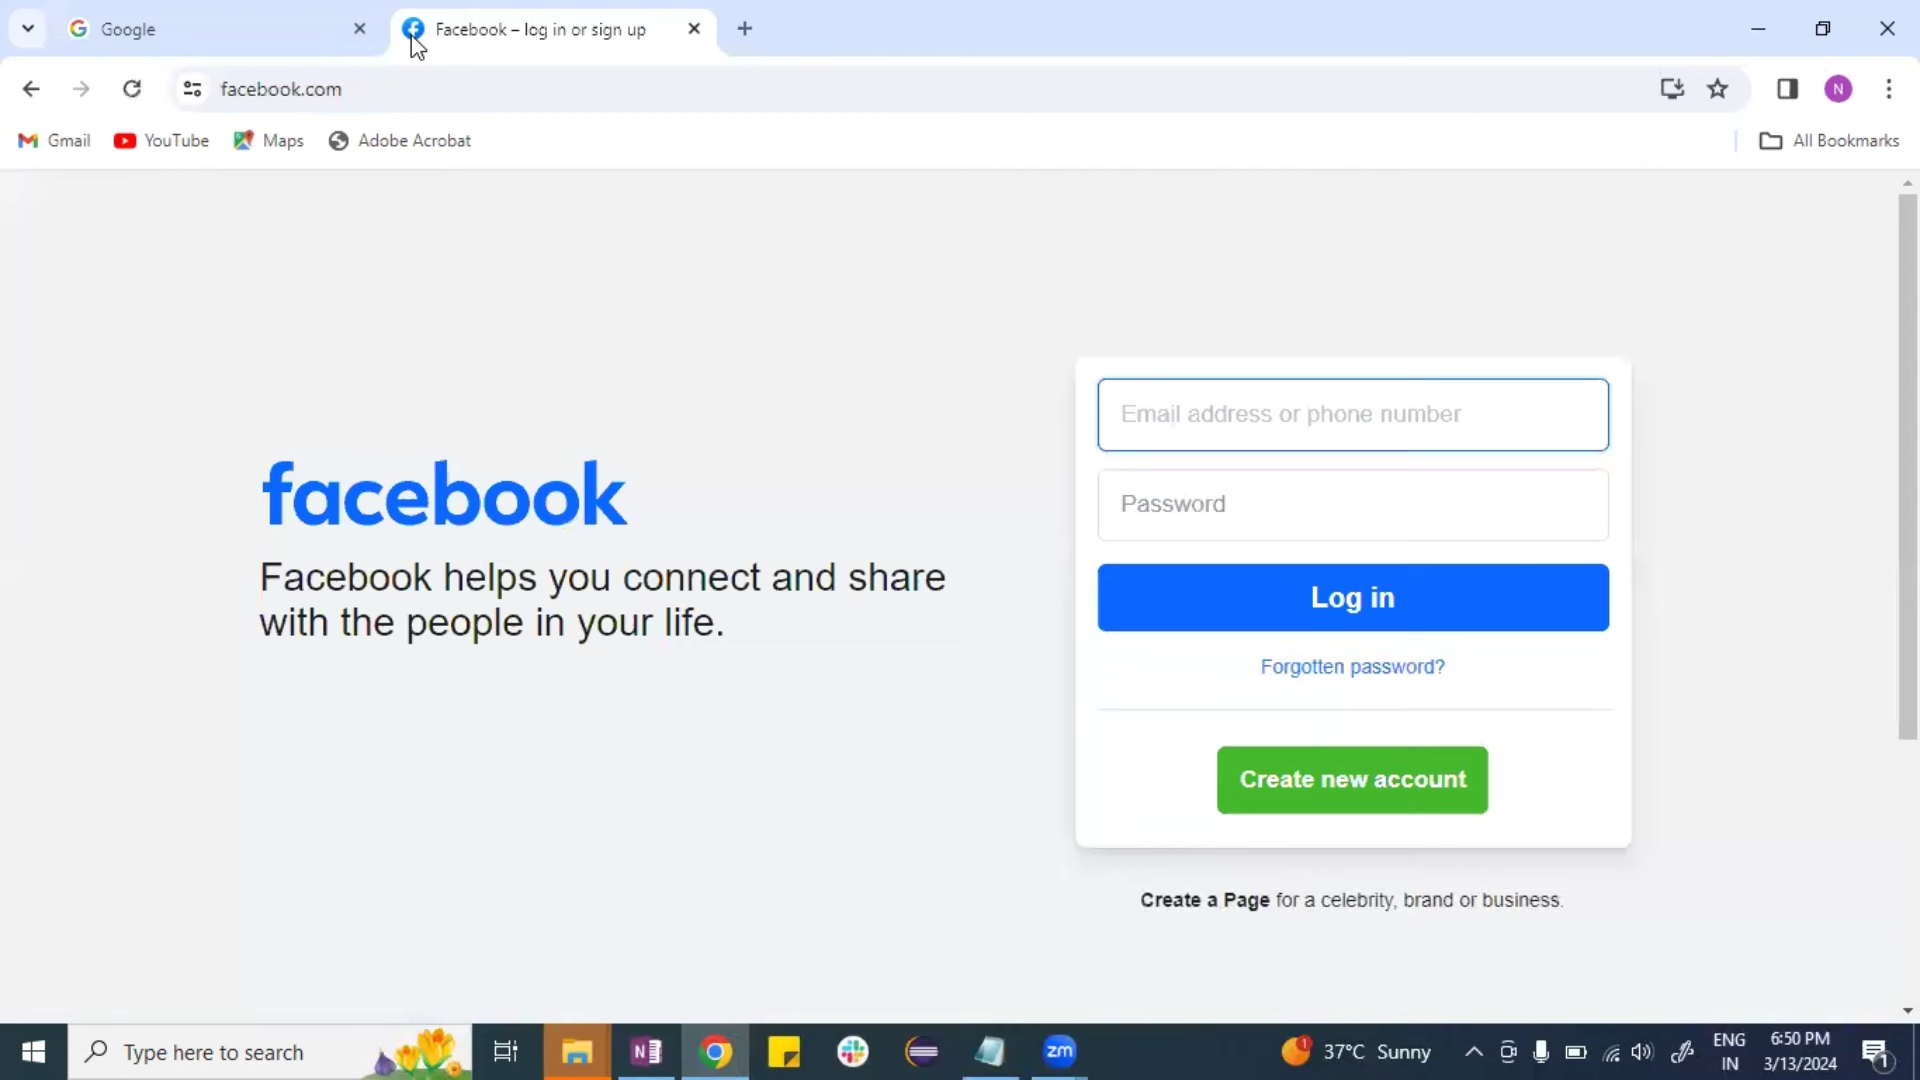 Google
Facebook – log in or sign up
facebook.com
N
Gmail
YouTube
Maps
Adobe Acrobat
All Bookmarks
facebook
Facebook helps you connect and share
with the people in your life.
Email address or phone number
Password
Log in
Forgotten password?
Create new account
Create a Page for a celebrity, brand or business.
Type here to search
N
zm
1
37°C Sunny
ENG
IN
6:50 PM
3/13/2024
1